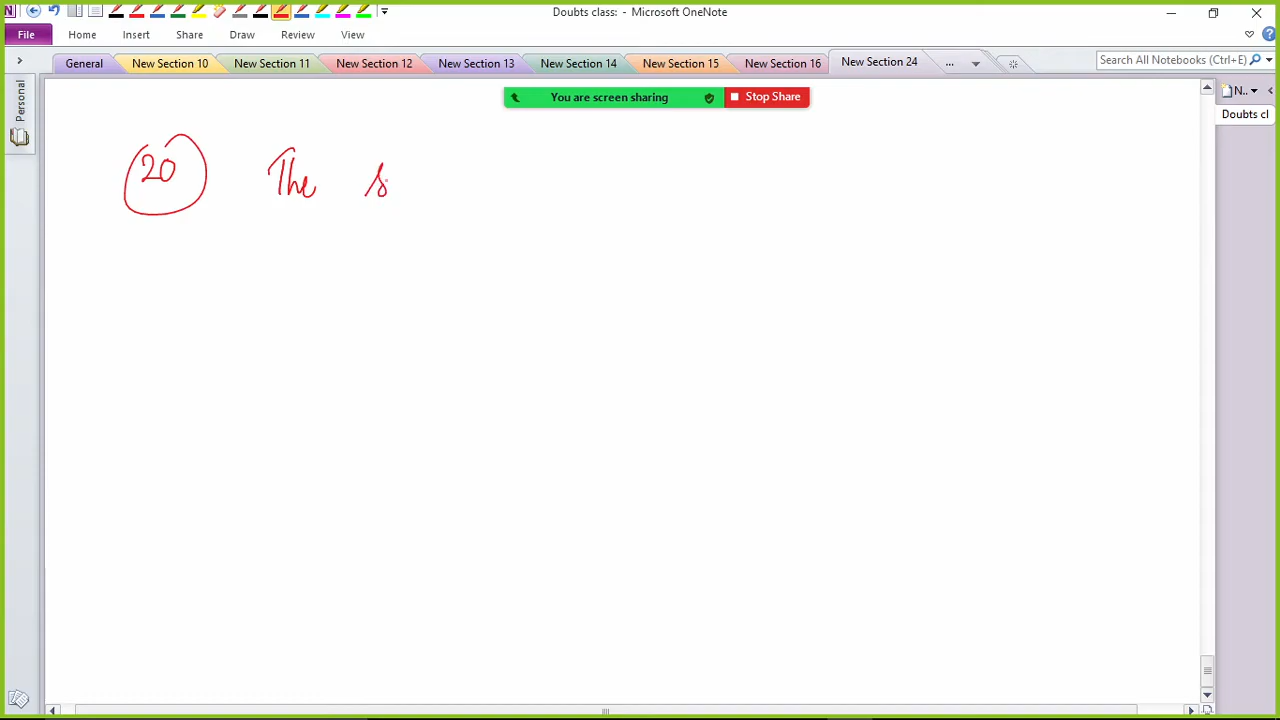 Doubts class: - Microsoft OneNote
File Home Insert Share Draw Review View
General New Section 10 New Section 11 New Section 12 New Section 13 New Section 14 New Section 15 New Section 16 New Section 24 ... Search All Notebooks (Ctrl+E)
You are screen sharing Stop Share
Personal
N..
Doubts cl
20 The s